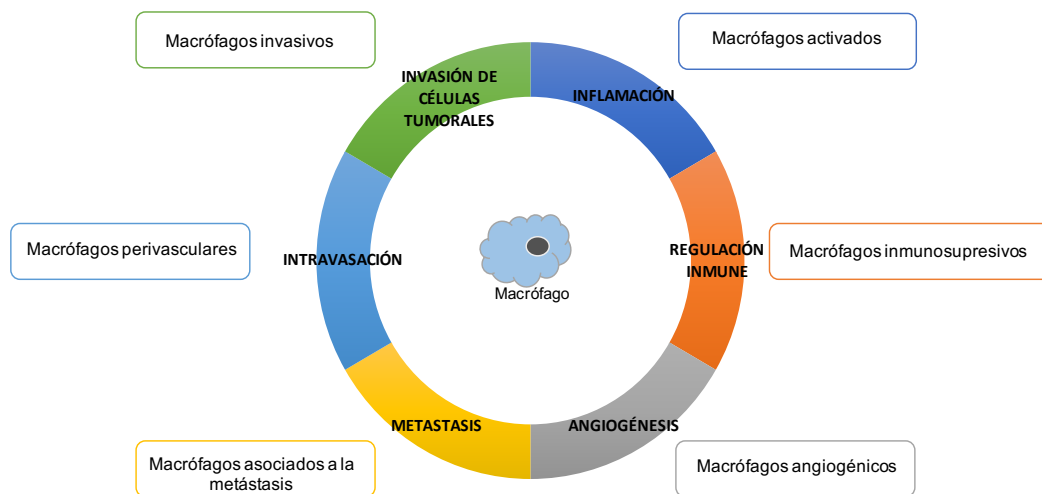 Macrófagos invasivos
Macrófagos activados
INVASIÓN DE
CÉLULAS
TUMORALES
INFLAMACIÓN
Macrófagos perivasculares
INTRAVASACIÓN
REGULACIÓN
INMUNE
Macrófagos inmunosupresivos
Macrófago
METASTASIS
ANGIOGÉNESIS
Macrófagos asociados a la
metástasis
Macrófagos angiogénicos